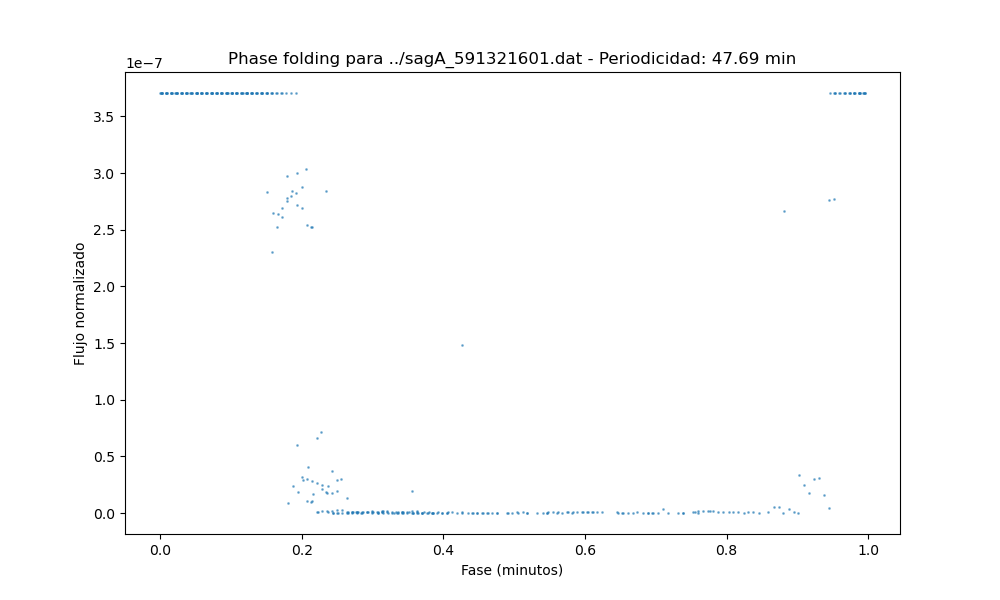 Phase folding para ../sagA_591321601.dat - Periodicidad: 47.69 min
1e−7
3.5
3.0
2.5
2.0
1.5
1.0
0.5
0.0
Flujo normalizado
0.0 0.2 0.4 0.6 0.8 1.0
Fase (minutos)